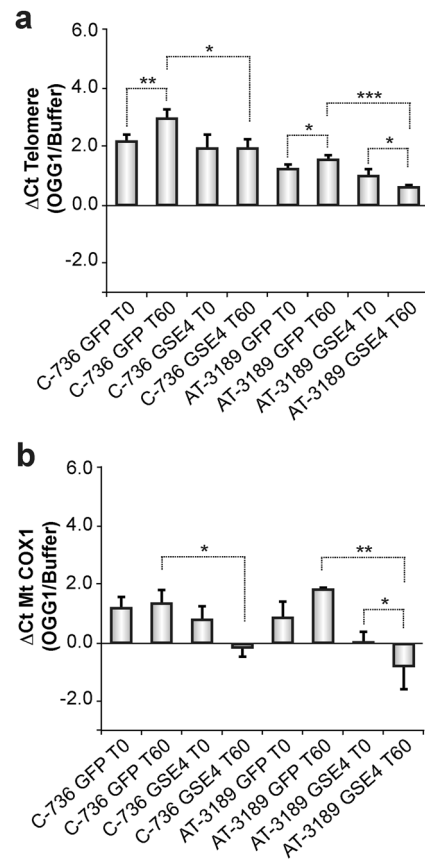 a
ΔCt Telomere
(OGG1/Buffer)
6.0
4.0
2.0
0.0
-2.0
**
*
*
***
*
C-736 GFP T0
C-736 GFP T60
C-736 GSE4 T0
C-736 GSE4 T60
AT-3189 GFP T0
AT-3189 GFP T60
AT-3189 GSE4 T0
AT-3189 GSE4 T60
b
ΔCt Mt COX1
(OGG1/Buffer)
6.0
4.0
2.0
0.0
-2.0
*
**
*
C-736 GFP T0
C-736 GFP T60
C-736 GSE4 T0
C-736 GSE4 T60
AT-3189 GFP T0
AT-3189 GFP T60
AT-3189 GSE4 T0
AT-3189 GSE4 T60